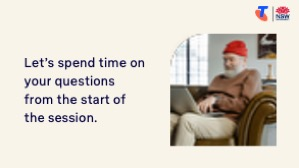 Let's spend time on
your questions
from the start of
the session.
NSW